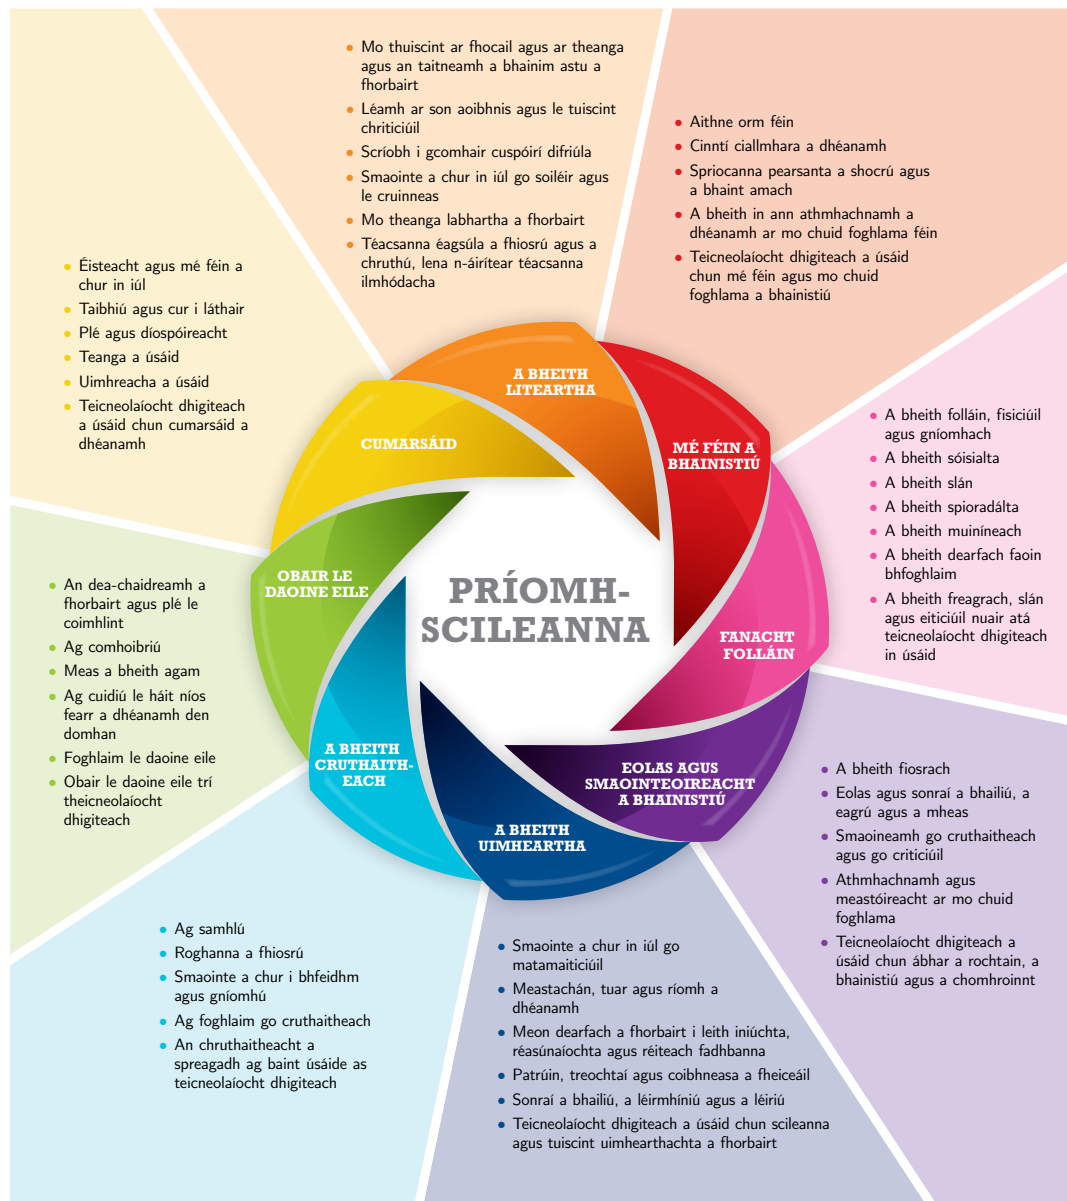 • Mo thuiscint ar fhocail agus ar theanga
agus an taitneamh a bhainim astu a
fhorbairt
• Léamh ar son aoibhnis agus le tuiscint
chriticiúil
• Scríobh i gcomhair cuspóirí difriúla
• Smaointe a chur in iúl go soiléir agus
le cruinneas
• Mo theanga labhartha a fhorbairt
• Téacsanna éagsúla a fhiosrú agus a
chruthú, lena n-áirítear téacsanna
ilmhódacha
• Aithne orm féin
• Cinntí ciallmhara a dhéanamh
• Spriocanna pearsanta a shocrú agus
a bhaint amach
• A bheith in ann athmhachnamh a
dhéanamh ar mo chuid foghlama féin
• Teicneolaíocht dhigiteach a úsáid
chun mé féin agus mo chuid
foghlama a bhainistiú
• Éisteacht agus mé féin a
chur in iúl
• Taibhiú agus cur i láthair
• Plé agus díospóireacht
• Teanga a úsáid
• Uimhreacha a úsáid
• Teicneolaíocht dhigiteach
a úsáid chun cumarsáid a
dhéanamh
A BHEITH
LITEARTHA
MÉ FÉIN A
BHAINISTIÚ
CUMARSÁID
• A bheith folláin, fisiciúil
agus gníomhach
• A bheith sóisialta
• A bheith slán
• A bheith spioradálta
• A bheith muiníneach
• A bheith dearfach faoin
bhfoghlaim
• A bheith freagrach, slán
agus eiticiúil nuair atá
teicneolaíocht dhigiteach
in úsáid
OBAIR LE
DAOINE EILE
PRÍOMH-
SCILEANNA
FANACHT
FOLLÁIN
• An dea-chaidreamh a
fhorbairt agus plé le
coimhlint
• Ag comhoibriú
• Meas a bheith agam
• Ag cuidiú le háit níos
fearr a dhéanamh den
domhan
• Foghlaim le daoine eile
• Obair le daoine eile trí
theicneolaíocht
dhigiteach
A BHEITH
CRUTHAITH-
EACH
EOLAS AGUS
SMAOINTEOIREACHT
A BHAINISTIÚ
A BHEITH
UIMHEARTHA
• A bheith fiosrach
• Eolas agus sonraí a bhailiú, a
eagrú agus a mheas
• Smaoineamh go cruthaitheach
agus go criticiúil
• Athmhachnamh agus
meastóireacht ar mo chuid
foghlama
• Teicneolaíocht dhigiteach a
úsáid chun ábhar a rochtain, a
bhainistiú agus a chomhroinnt
• Ag samhlú
• Roghanna a fhiosrú
• Smaointe a chur i bhfeidhm
agus gníomhú
• Ag foghlaim go cruthaitheach
• An chruthaitheacht a
spreagadh ag baint úsáide as
teicneolaíocht dhigiteach
• Smaointe a chur in iúl go
matamaiticiúil
• Meastachán, tuar agus ríomh a
dhéanamh
• Meon dearfach a fhorbairt i leith iniúchta,
réasúnaíochta agus réiteach fadhbanna
• Patrúin, treochtaí agus coibhneasa a fheiceáil
• Sonraí a bhailiú, a léirmhíniú agus a léiriú
• Teicneolaíocht dhigiteach a úsáid chun scileanna
agus tuiscint uimhearthachta a fhorbairt